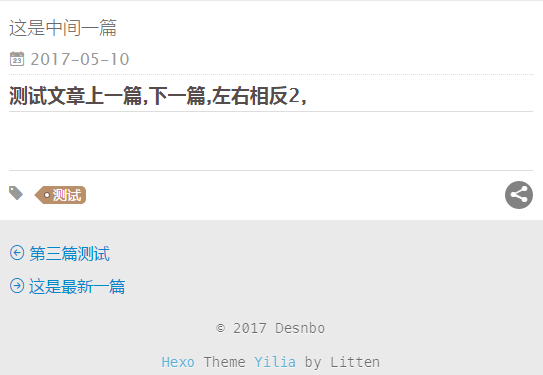 这是中间一篇
2017-05-10
测试文章上一篇,下一篇,左右相反2,
测试
第三篇测试
这是最新一篇
© 2017 Desnbo
Hexo Theme Yilia by Litten